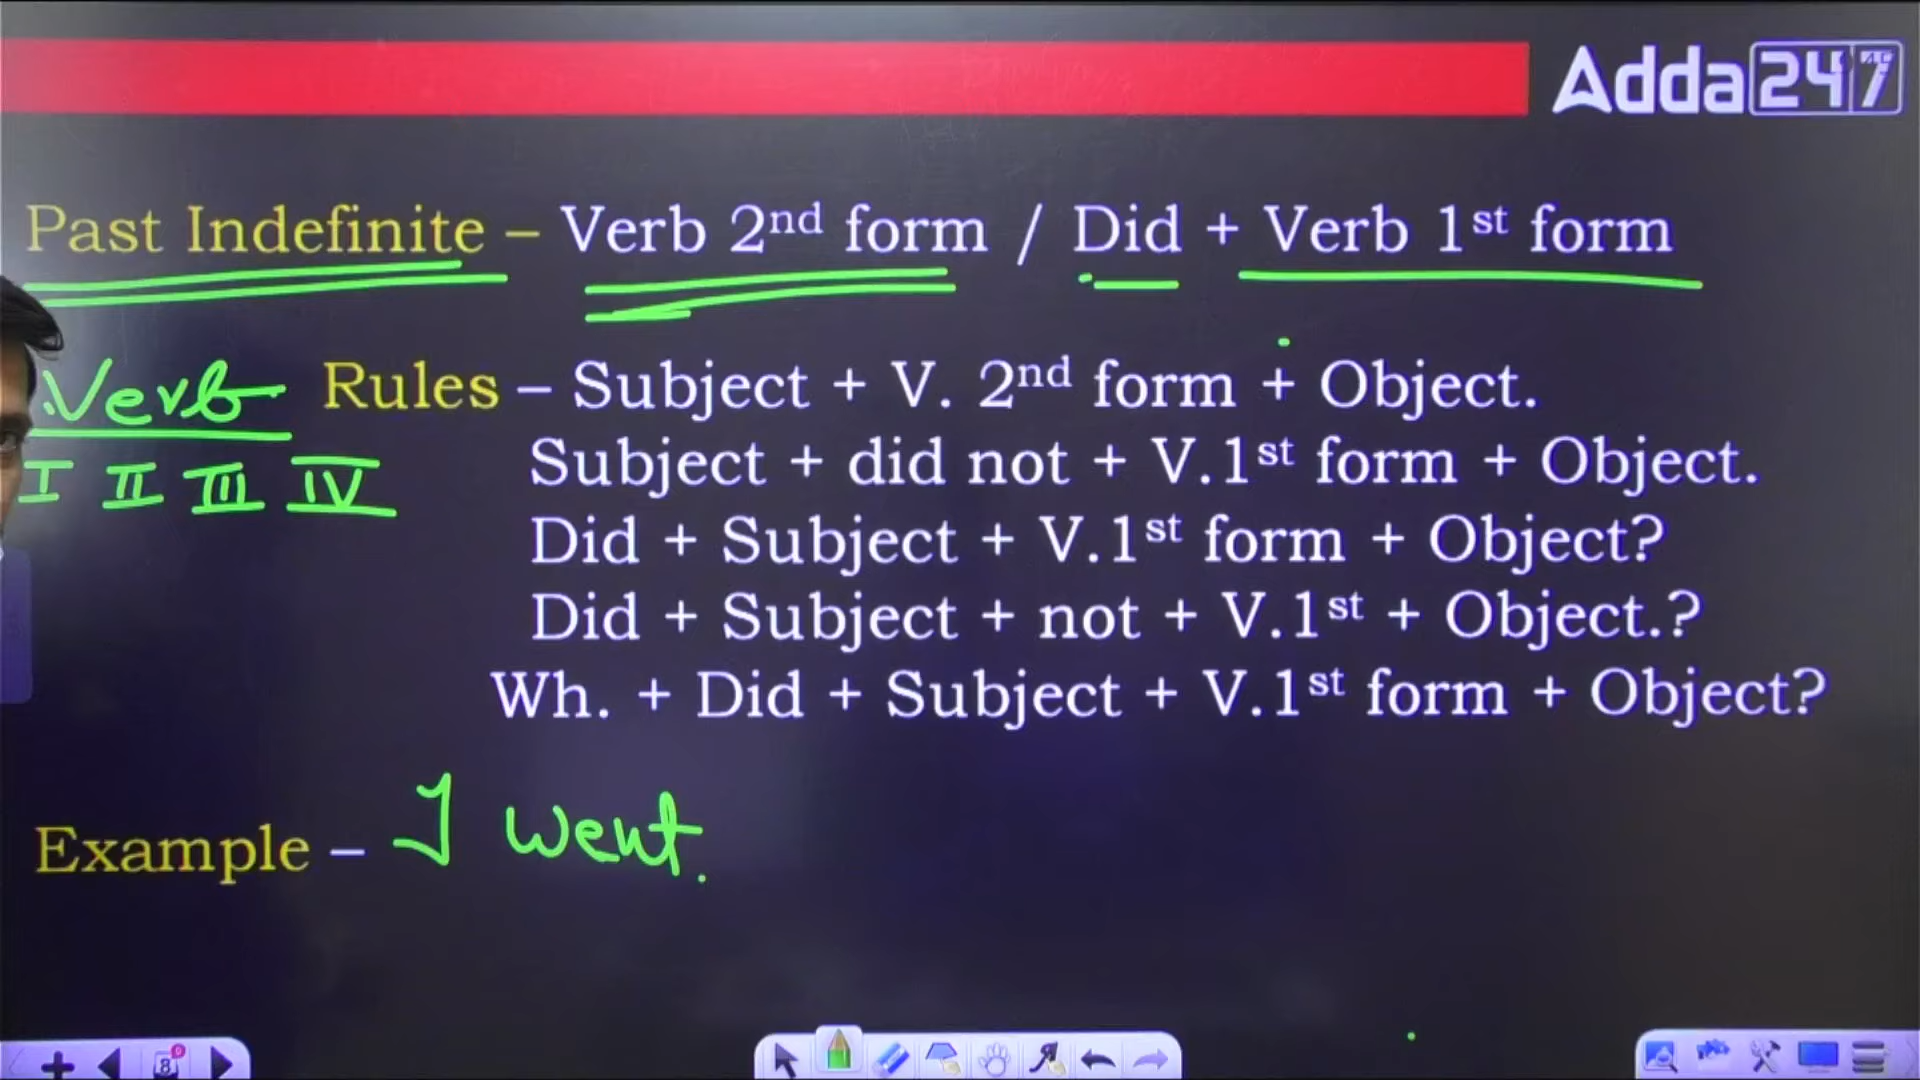 Adda247
Past Indefinite – Verb 2nd form / Did + Verb 1st form
Verb
I II III IV
Rules – Subject + V. 2nd form + Object.
Subject + did not + V.1st form + Object.
Did + Subject + V.1st form + Object?
Did + Subject + not + V.1st + Object.?
Wh. + Did + Subject + V.1st form + Object?
Example – I went.
8